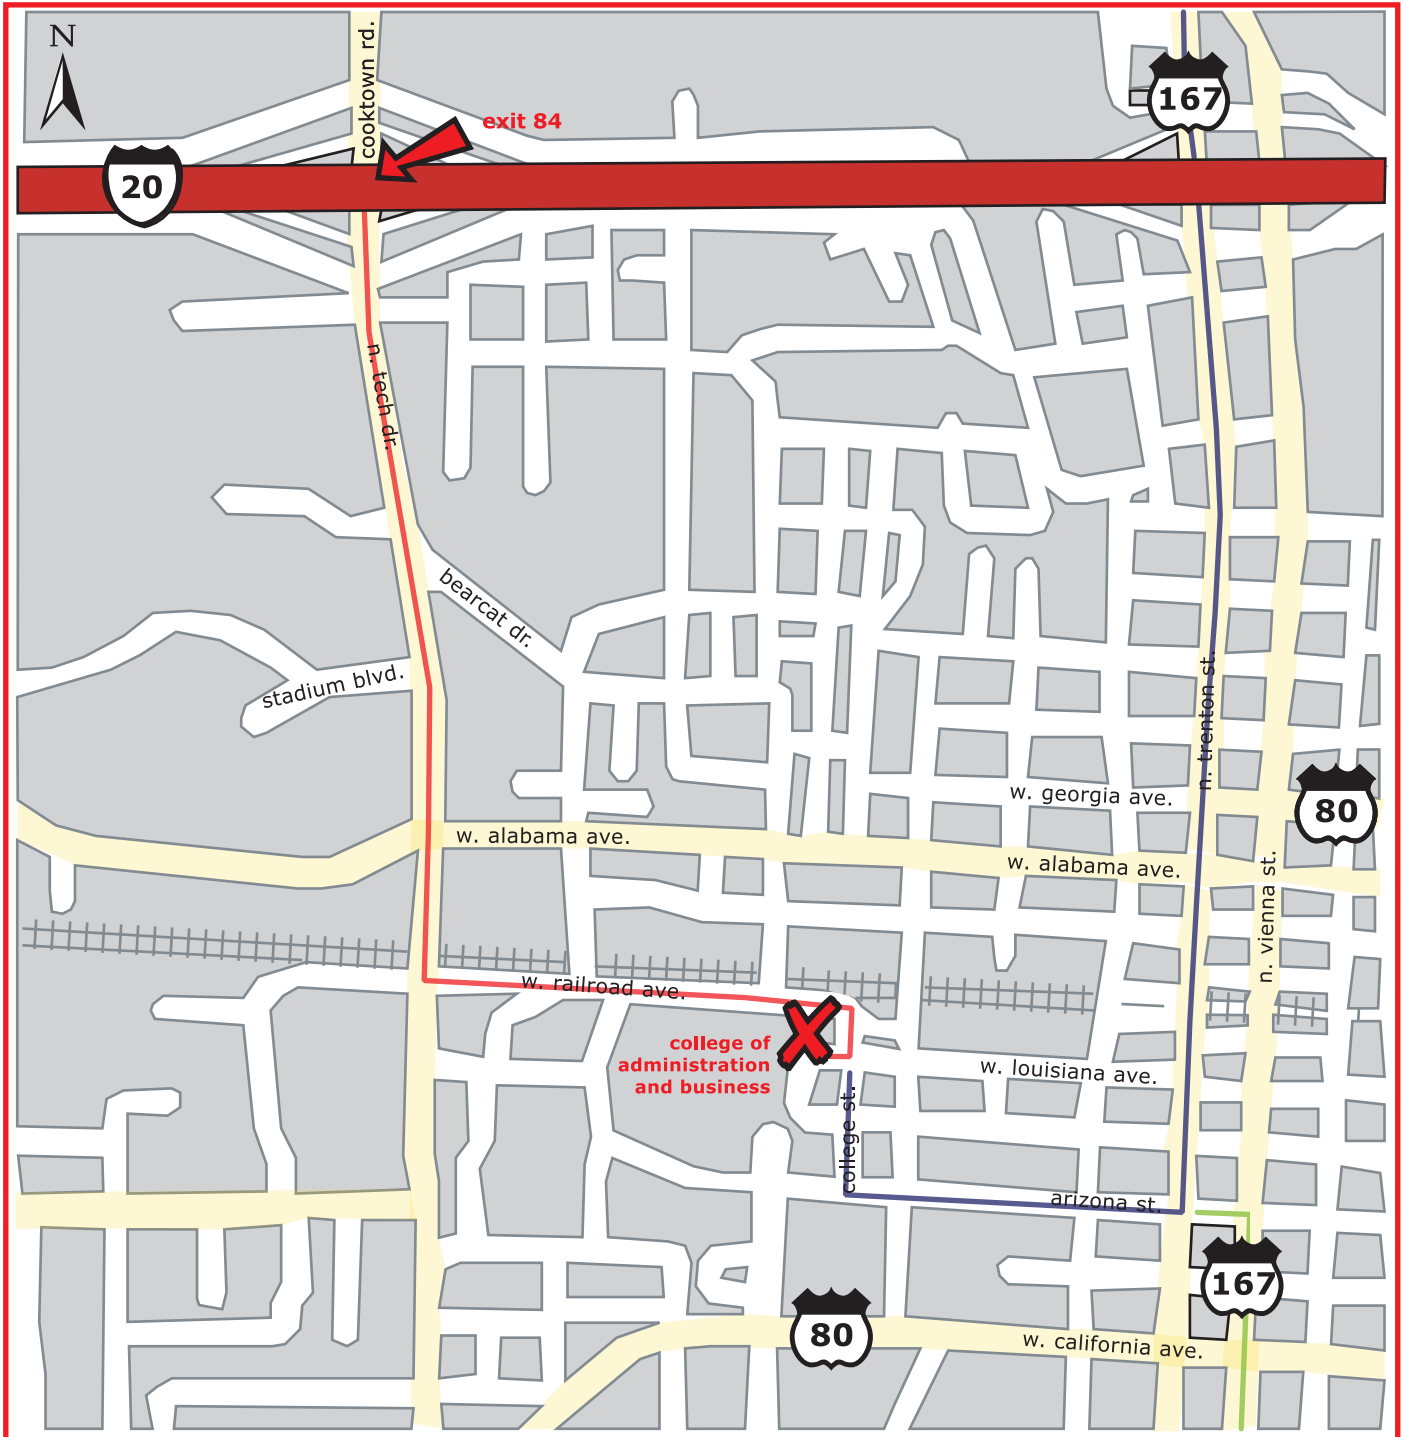 N
cooktown rd.
167
exit 84
20
n. tech dr.
bearcat dr.
stadium blvd.
n. trenton st.
w. georgia ave.
80
w. alabama ave.
w. alabama ave.
n. vienna st.
w. railroad ave.
college of
administration
and business
w. louisiana ave.
college st.
arizona st.
167
80
w. california ave.